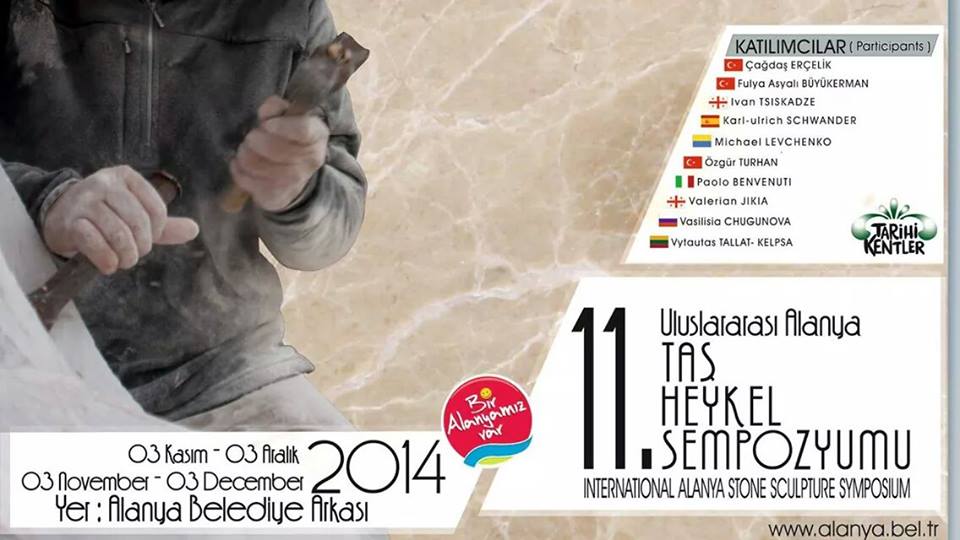 KATILIMCILAR ( Participants )
Çağdaş ERÇELİK
Fulya Asyalı BÜYÜKERMAN
Ivan TSISKADZE
Karl-ulrich SCHWANDER
Michael LEVCHENKO
Özgür TURHAN
Paolo BENVENUTI
Valerian JIKIA
Vasilisia CHUGUNOVA
Vytautas TALLAT- KELPSA
TARİHİ
KENTLER
11. Uluslararası Alanya
TAŞ
HEYKEL
SEMPOZYUMU
INTERNATIONAL ALANYA STONE SCULPTURE SYMPOSIUM
Bir
Alanyamız
var
03 Kasım - 03 Aralık
03 November - 03 December 2014
Yer : Alanya Belediye Arkası
www.alanya.bel.tr